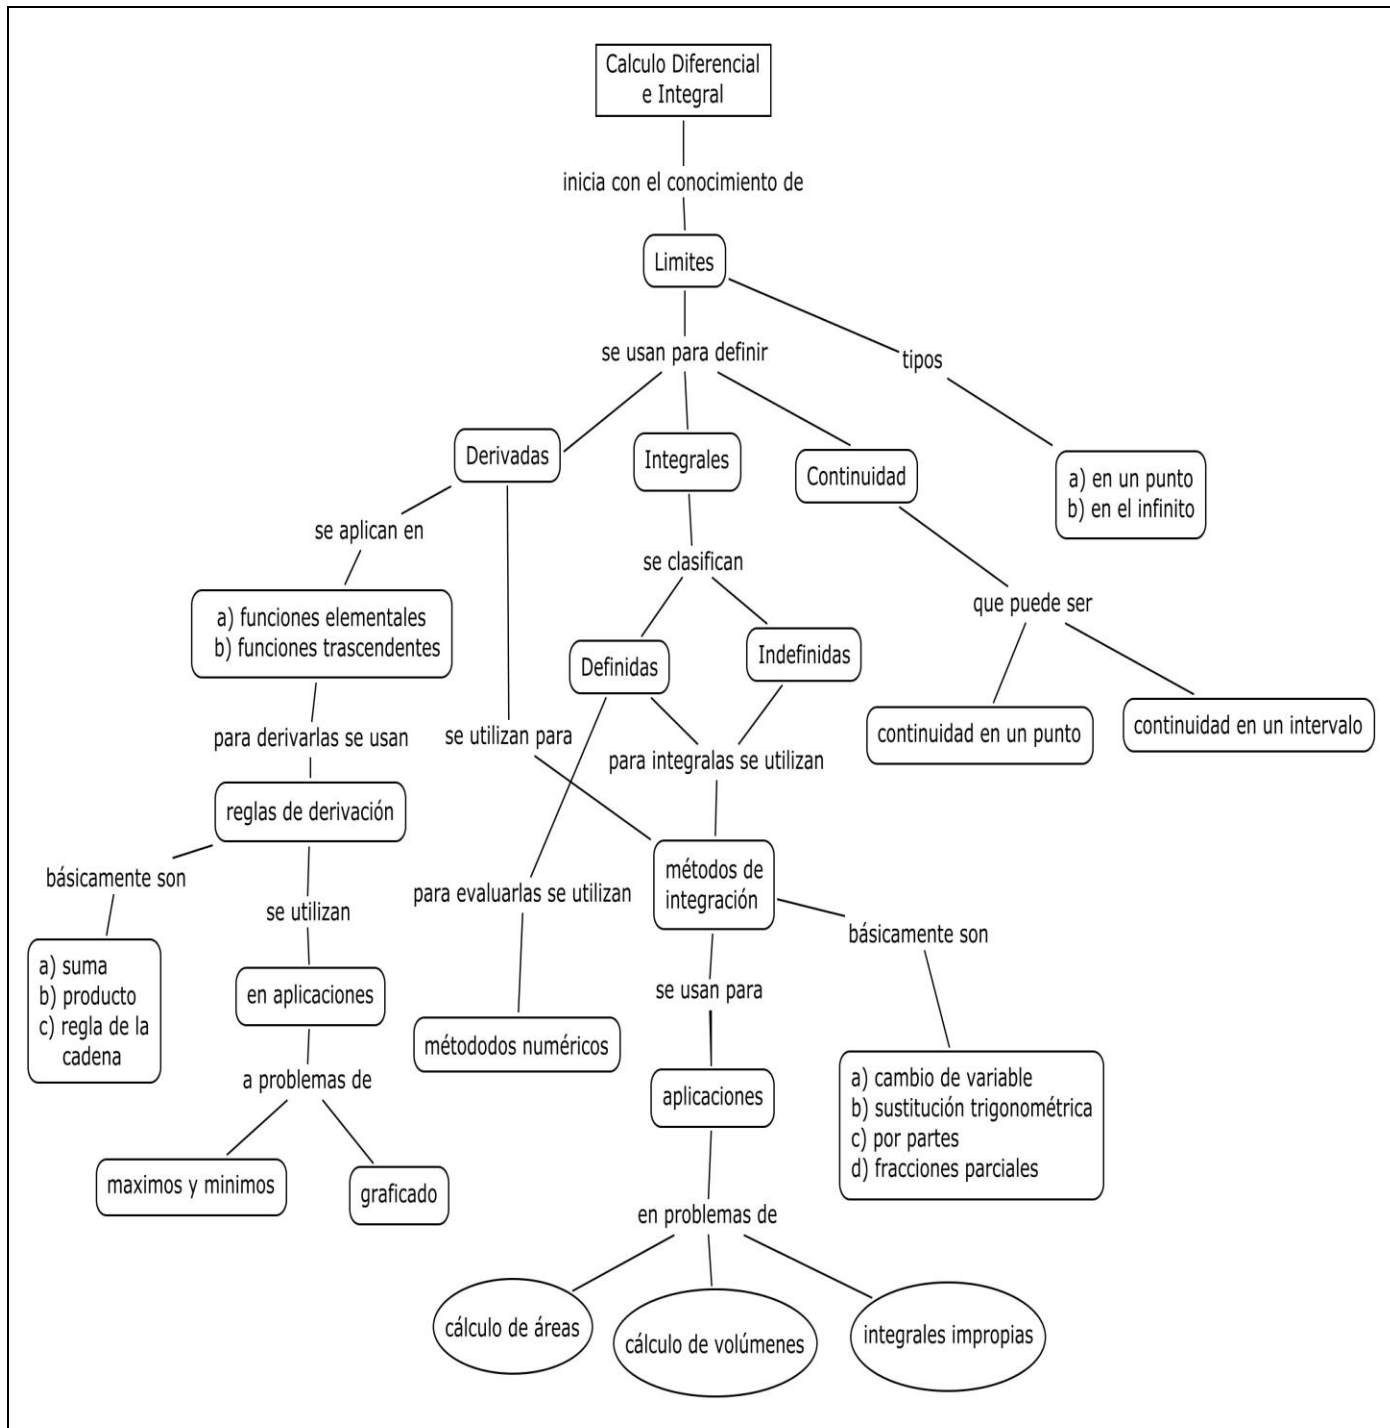 Calculo Diferencial
e Integral
inicia con el conocimiento de
Limites
se usan para definir
tipos
Derivadas
Integrales
Continuidad
a) en un punto
b) en el infinito
se aplican en
se clasifican
que puede ser
a) funciones elementales
b) funciones trascendentes
Definidas
Indefinidas
continuidad en un punto
continuidad en un intervalo
para derivarlas se usan
se utilizan para
para integralas se utilizan
reglas de derivación
métodos de
integración
básicamente son
se utilizan
para evaluarlas se utilizan
básicamente son
a) suma
b) producto
c) regla de la
cadena
en aplicaciones
métododos numéricos
se usan para
a problemas de
aplicaciones
a) cambio de variable
b) sustitución trigonométrica
c) por partes
d) fracciones parciales
maximos y minimos
graficado
en problemas de
cálculo de áreas
cálculo de volúmenes
integrales impropias